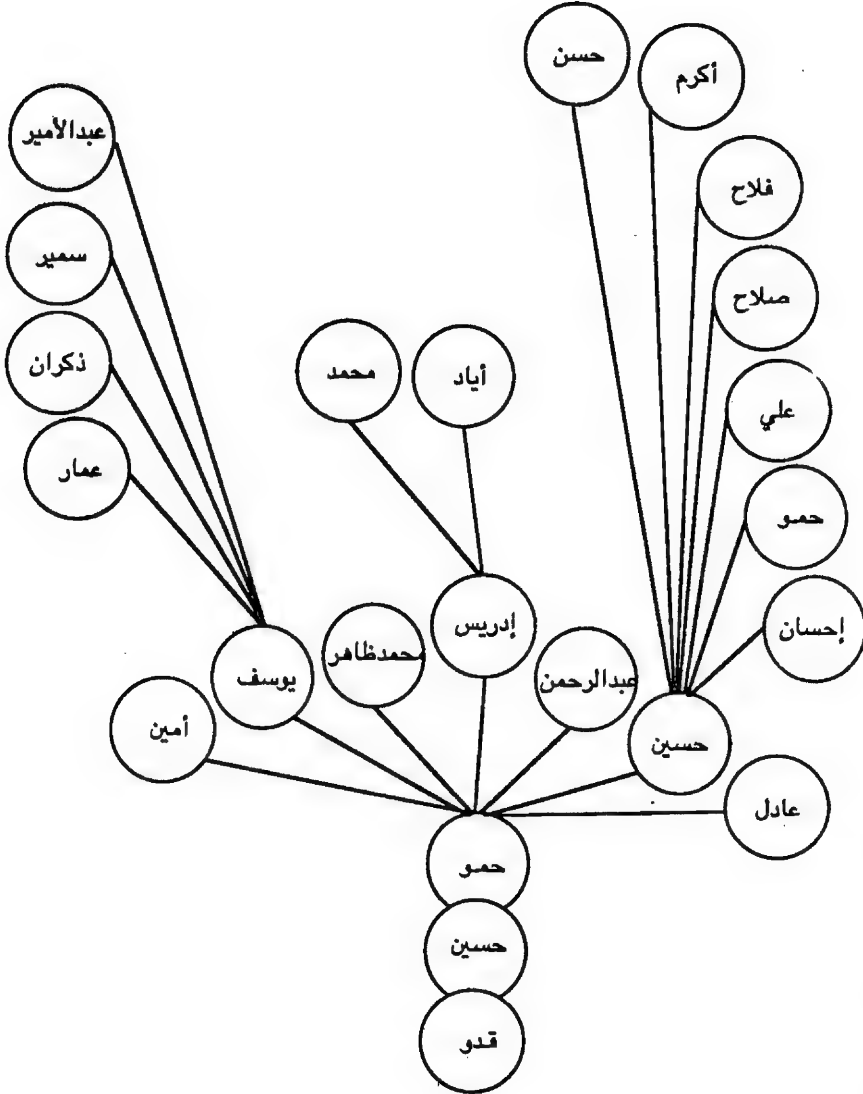 حسن
أكرم
عبدالأمير
فلاح
سمير
صلاح
محمد
أياد
ذكران
علي
عمار
حمو
إدريس
إحسان
محمدظاهر
يوسف
عبدالرحمن
أمين
حسين
عادل
حمو
حسين
قدو